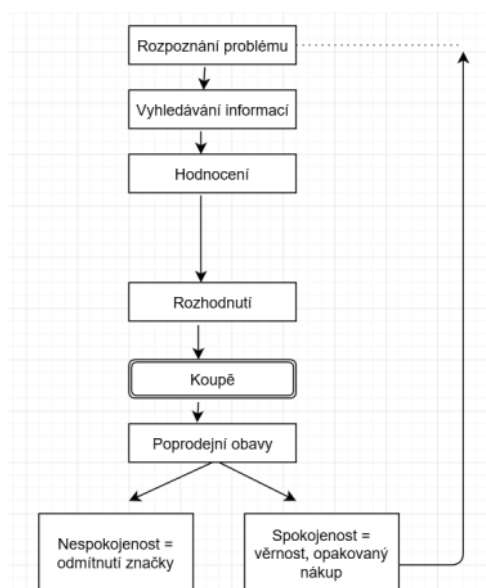 Rozpoznání problému
Vyhledávání informací
Hodnocení
Rozhodnutí
Koupě
Poprodejní obavy
Nespokojenost =
odmítnutí značky
Spokojenost =
věrnost, opakovaný
nákup